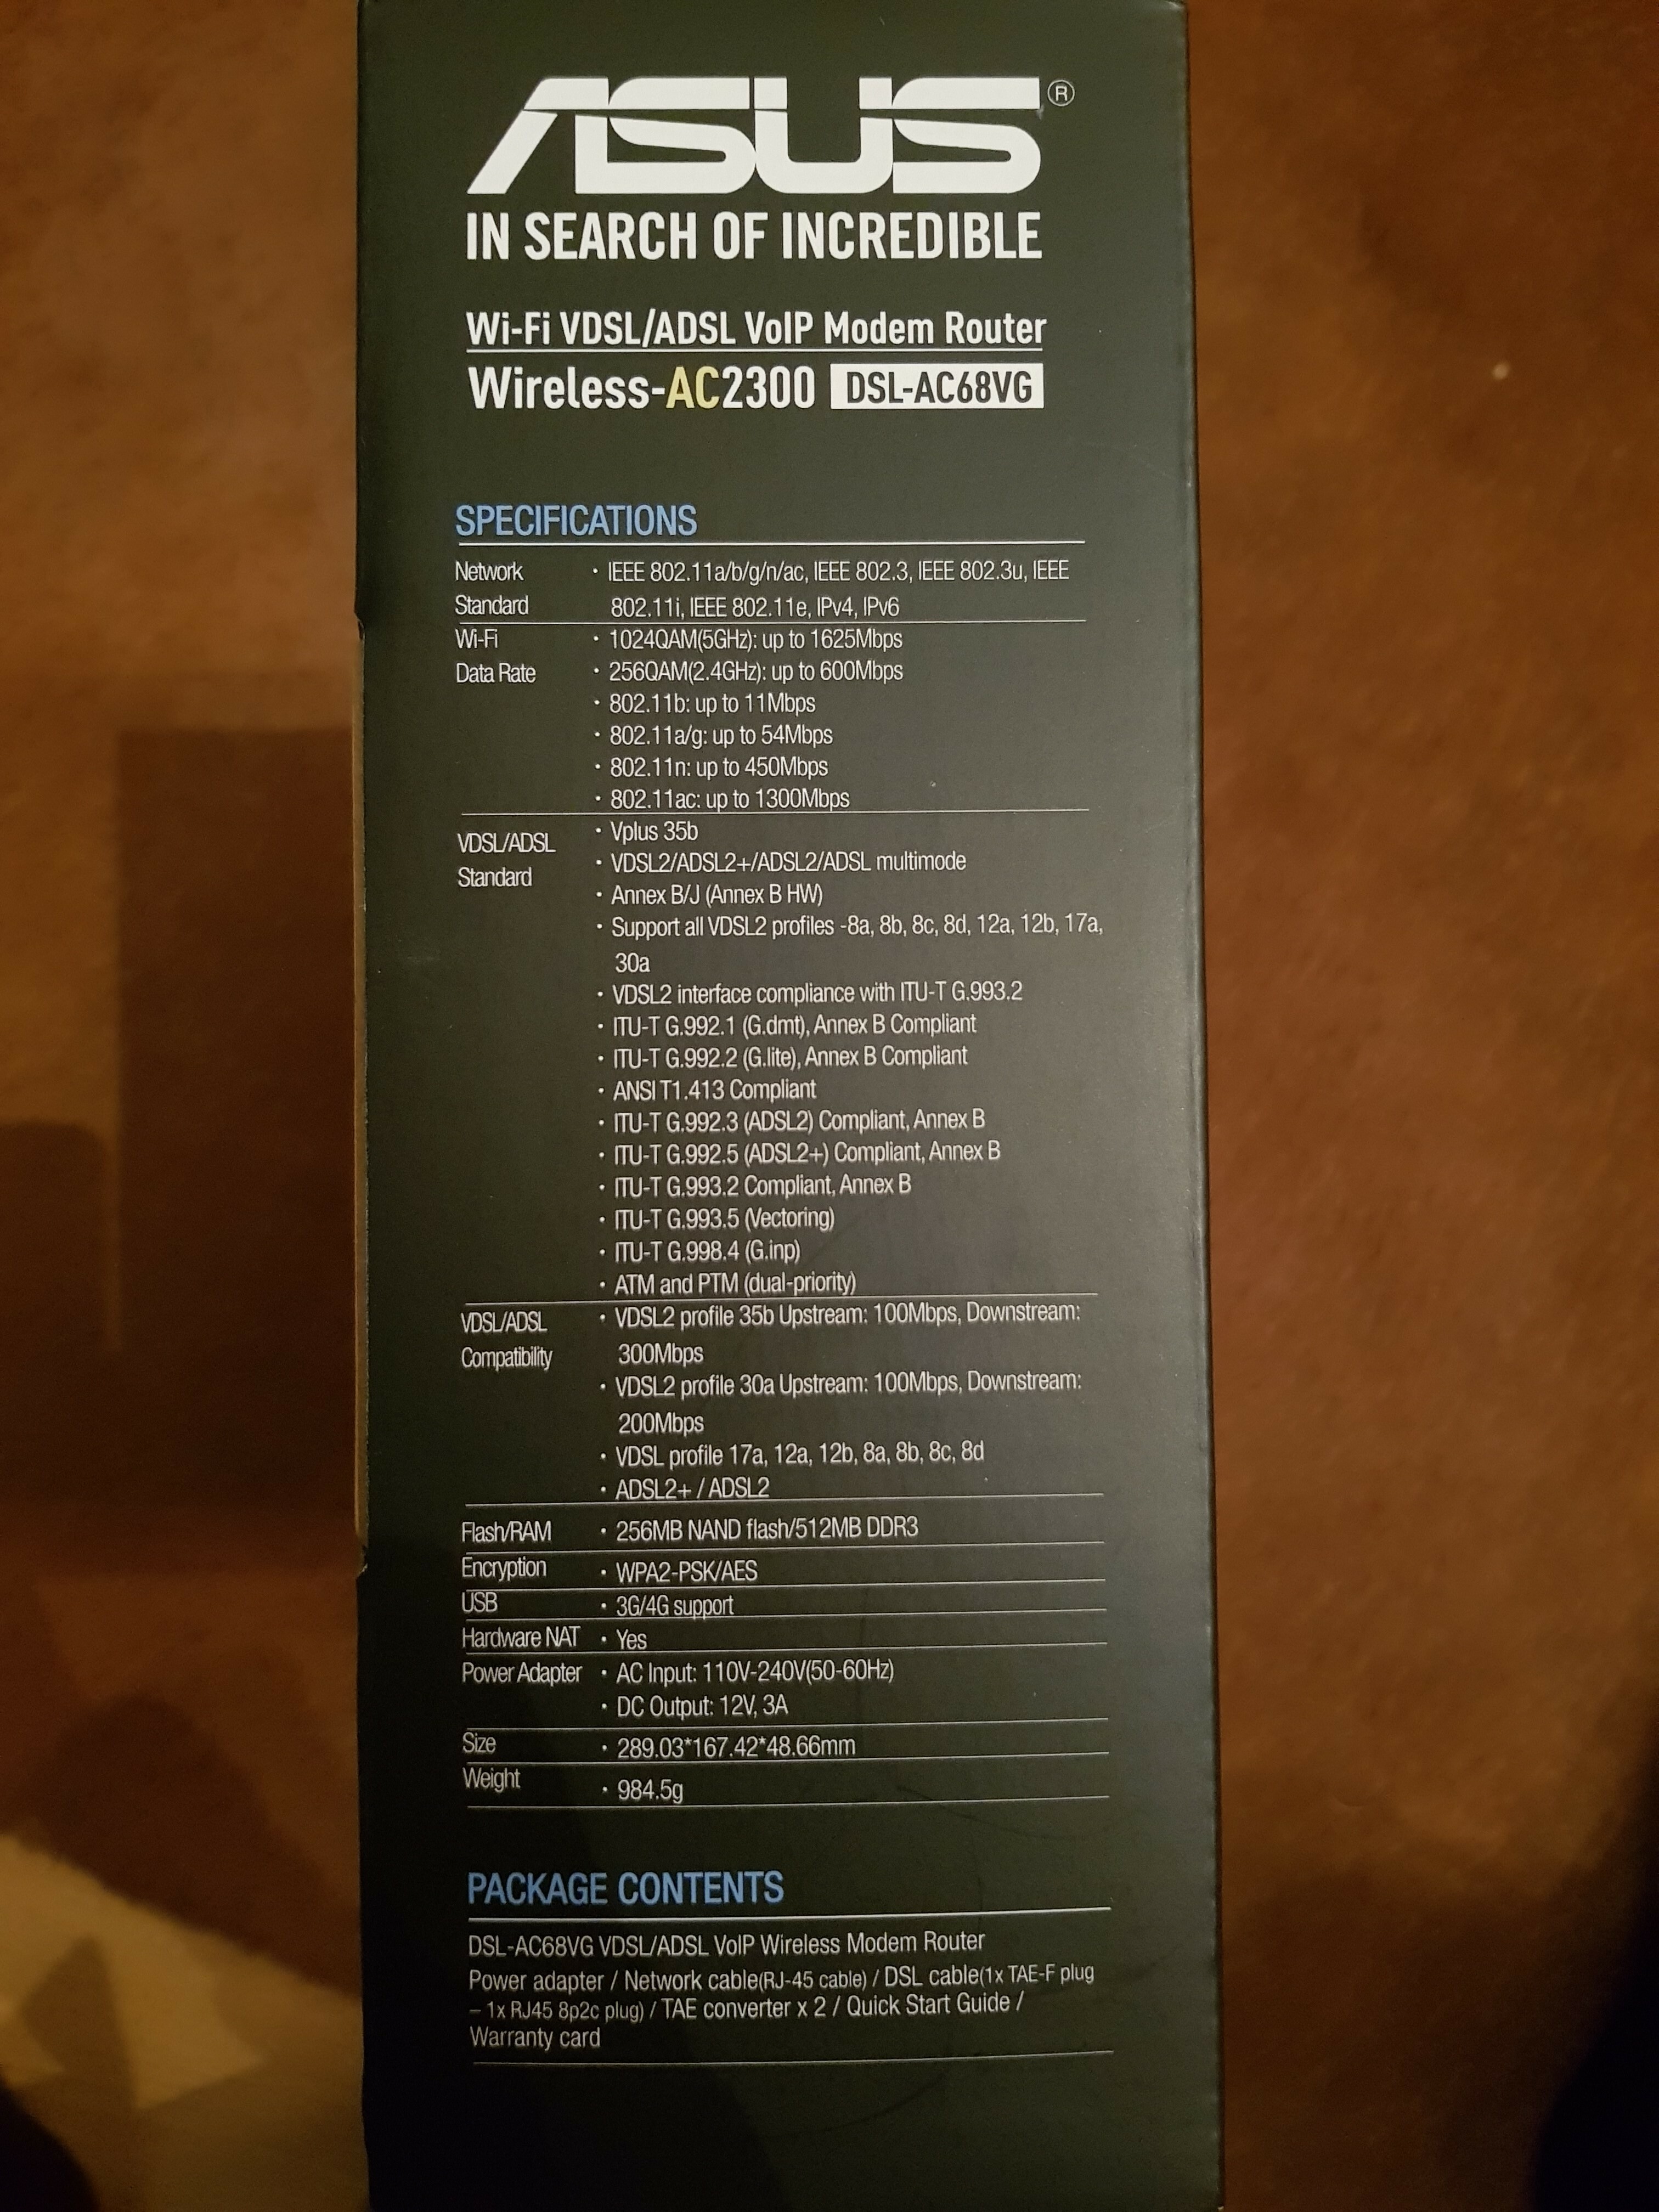 ASUS®
IN SEARCH OF INCREDIBLE
Wi-Fi VDSL/ADSL VoIP Modem Router
Wireless-AC2300 DSL-AC68VG
SPECIFICATIONS
Network · IEEE 802.11a/b/g/n/ac, IEEE 802.3, IEEE 802.3u, IEEE
Standard 802.11i, IEEE 802.11e, IPv4, IPv6
Wi-Fi · 1024QAM(5GHz): up to 1625Mbps
Data Rate · 256QAM(2.4GHz): up to 600Mbps
· 802.11b: up to 11Mbps
· 802.11a/g: up to 54Mbps
· 802.11n: up to 450Mbps
· 802.11ac: up to 1300Mbps
VDSL/ADSL · Vplus 35b
Standard · VDSL2/ADSL2+/ADSL2/ADSL multimode
· Annex B/J (Annex B HW)
· Support all VDSL2 profiles -8a, 8b, 8c, 8d, 12a, 12b, 17a,
30a
· VDSL2 interface compliance with ITU-T G.993.2
· ITU-T G.992.1 (G.dmt), Annex B Compliant
· ITU-T G.992.2 (G.lite), Annex B Compliant
· ANSI T1.413 Compliant
· ITU-T G.992.3 (ADSL2) Compliant, Annex B
· ITU-T G.992.5 (ADSL2+) Compliant, Annex B
· ITU-T G.993.2 Compliant, Annex B
· ITU-T G.993.5 (Vectoring)
· ITU-T G.998.4 (G.inp)
· ATM and PTM (dual-priority)
VDSL/ADSL · VDSL2 profile 35b Upstream: 100Mbps, Downstream:
Compatibility 300Mbps
· VDSL2 profile 30a Upstream: 100Mbps, Downstream:
200Mbps
· VDSL profile 17a, 12a, 12b, 8a, 8b, 8c, 8d
· ADSL2+ / ADSL2
Flash/RAM · 256MB NAND flash/512MB DDR3
Encryption · WPA2-PSK/AES
USB · 3G/4G support
Hardware NAT · Yes
Power Adapter · AC Input: 110V-240V(50-60Hz)
· DC Output: 12V, 3A
Size · 289.03*167.42*48.66mm
Weight · 984.5g
PACKAGE CONTENTS
DSL-AC68VG VDSL/ADSL VoIP Wireless Modem Router
Power adapter / Network cable(RJ-45 cable) / DSL cable(1x TAE-F plug
– 1x RJ45 8p2c plug) / TAE converter x 2 / Quick Start Guide /
Warranty card